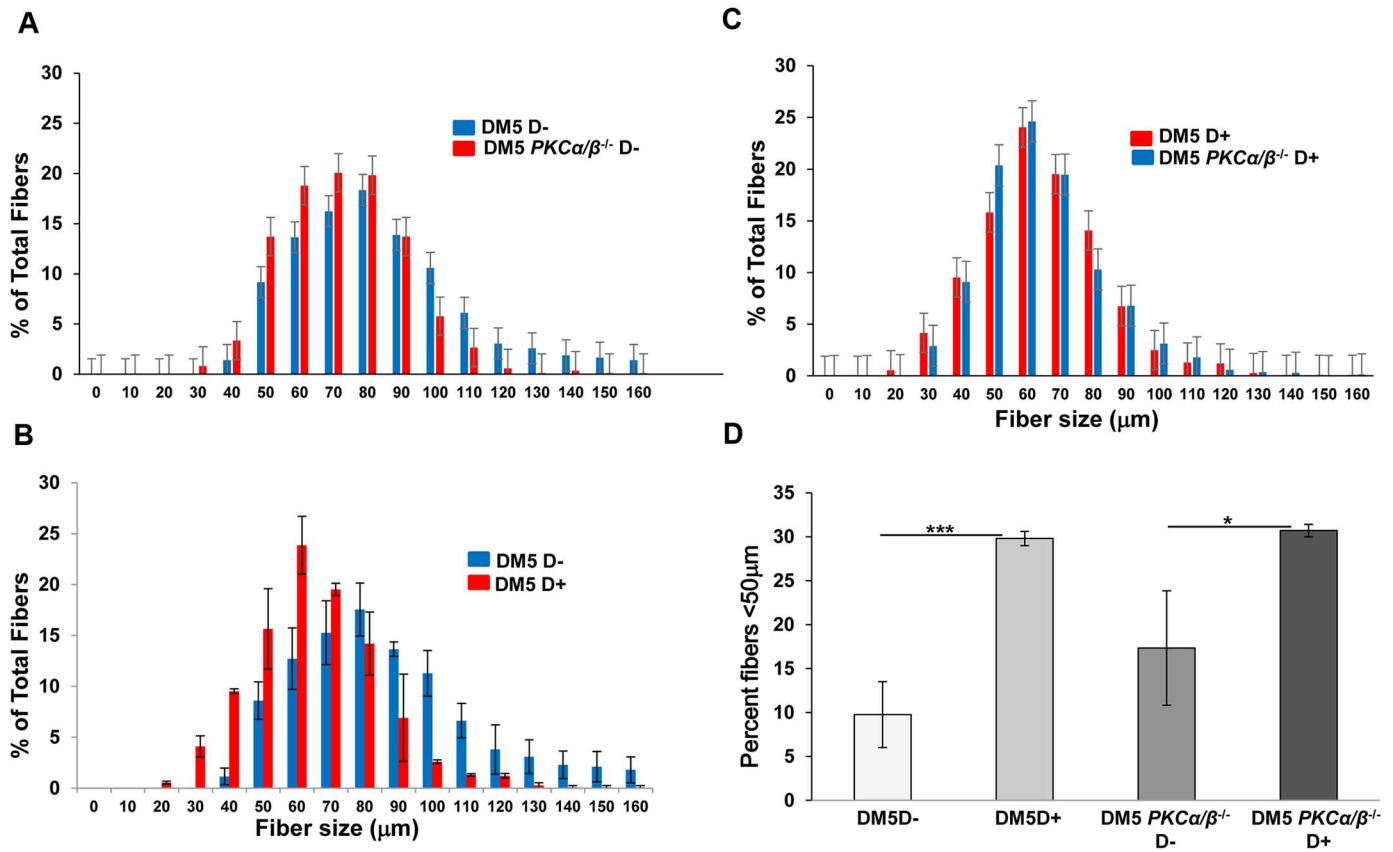 A
% of Total Fibers
30
25
20
15
10
5
0
DM5 D-
DM5 PKCα/β-/- D-
0 10 20 30 40 50 60 70 80 90 100 110 120 130 140 150 160
C
% of Total Fibers
30
25
20
15
10
5
0
DM5 D+
DM5 PKCα/β-/- D+
0 10 20 30 40 50 60 70 80 90 100 110 120 130 140 150 160
Fiber size (μm)
B
% of Total Fibers
30
25
20
15
10
5
0
DM5 D-
DM5 D+
0 10 20 30 40 50 60 70 80 90 100 110 120 130 140 150 160
Fiber size (μm)
D
Percent fibers <50μm
35
30
25
20
15
10
5
0
***
*
DM5D-
DM5D+
DM5 PKCα/β-/-
D-
DM5 PKCα/β-/-
D+